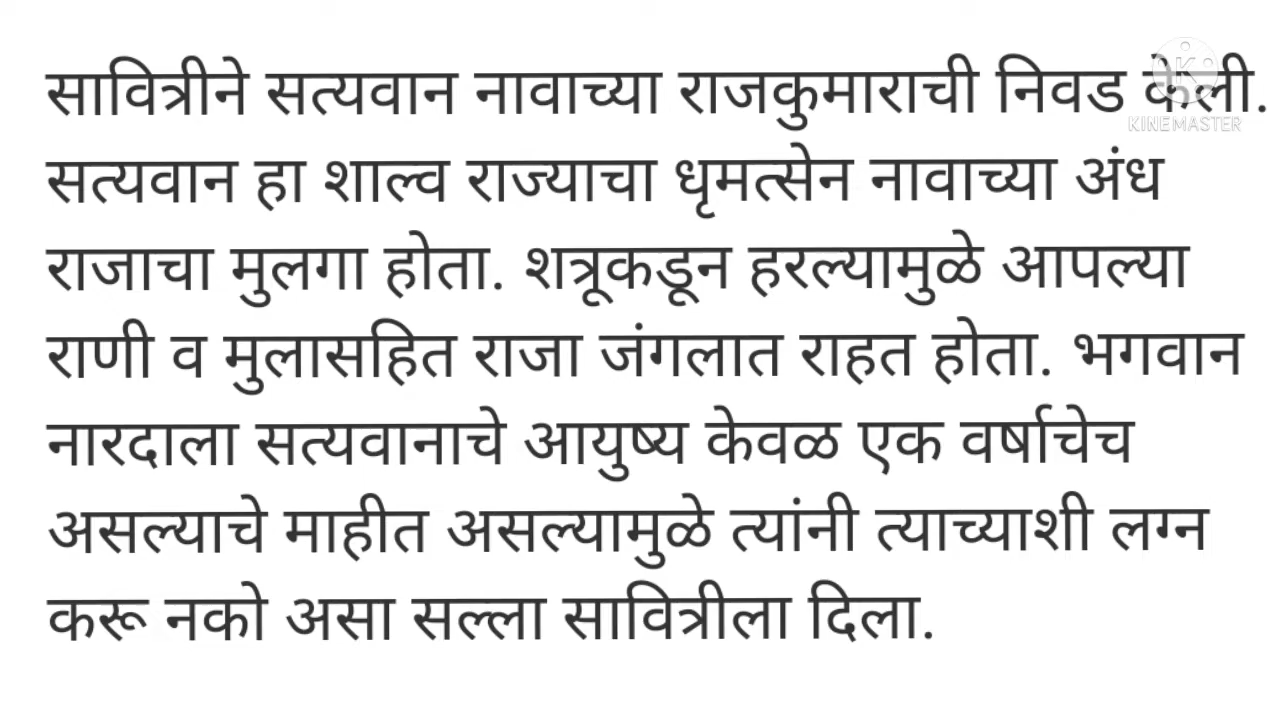 सावित्रीने सत्यवान नावाच्या राजकुमाराची निवड केली.
KINEMASTER
सत्यवान हा शाल्व राज्याचा धृमत्सेन नावाच्या अंध
राजाचा मुलगा होता. शत्रूकडून हरल्यामुळे आपल्या
राणी व मुलासहित राजा जंगलात राहत होता. भगवान
नारदाला सत्यवानाचे आयुष्य केवळ एक वर्षाचेच
असल्याचे माहीत असल्यामुळे त्यांनी त्याच्याशी लग्न
करू नको असा सल्ला सावित्रीला दिला.